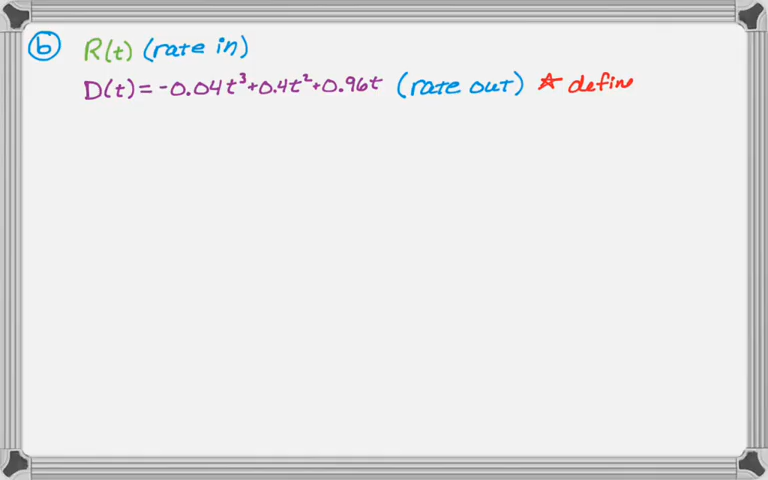 b R(t) (rate in)
D(t) = -0.04t³+0.4t²+0.96t (rate out) ☆ defin